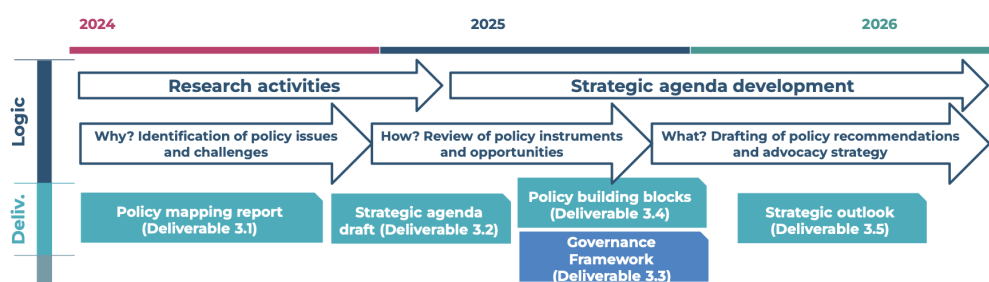 2024
2025
2026
Logic
Research activities
Strategic agenda development
Why? Identification of policy issues
and challenges
How? Review of policy instruments
and opportunities
What? Drafting of policy recommendations
and advocacy strategy
Deliv.
Policy mapping report
(Deliverable 3.1)
Strategic agenda
draft (Deliverable 3.2)
Policy building blocks
(Deliverable 3.4)
Governance
Framework
(Deliverable 3.3)
Strategic outlook
(Deliverable 3.5)